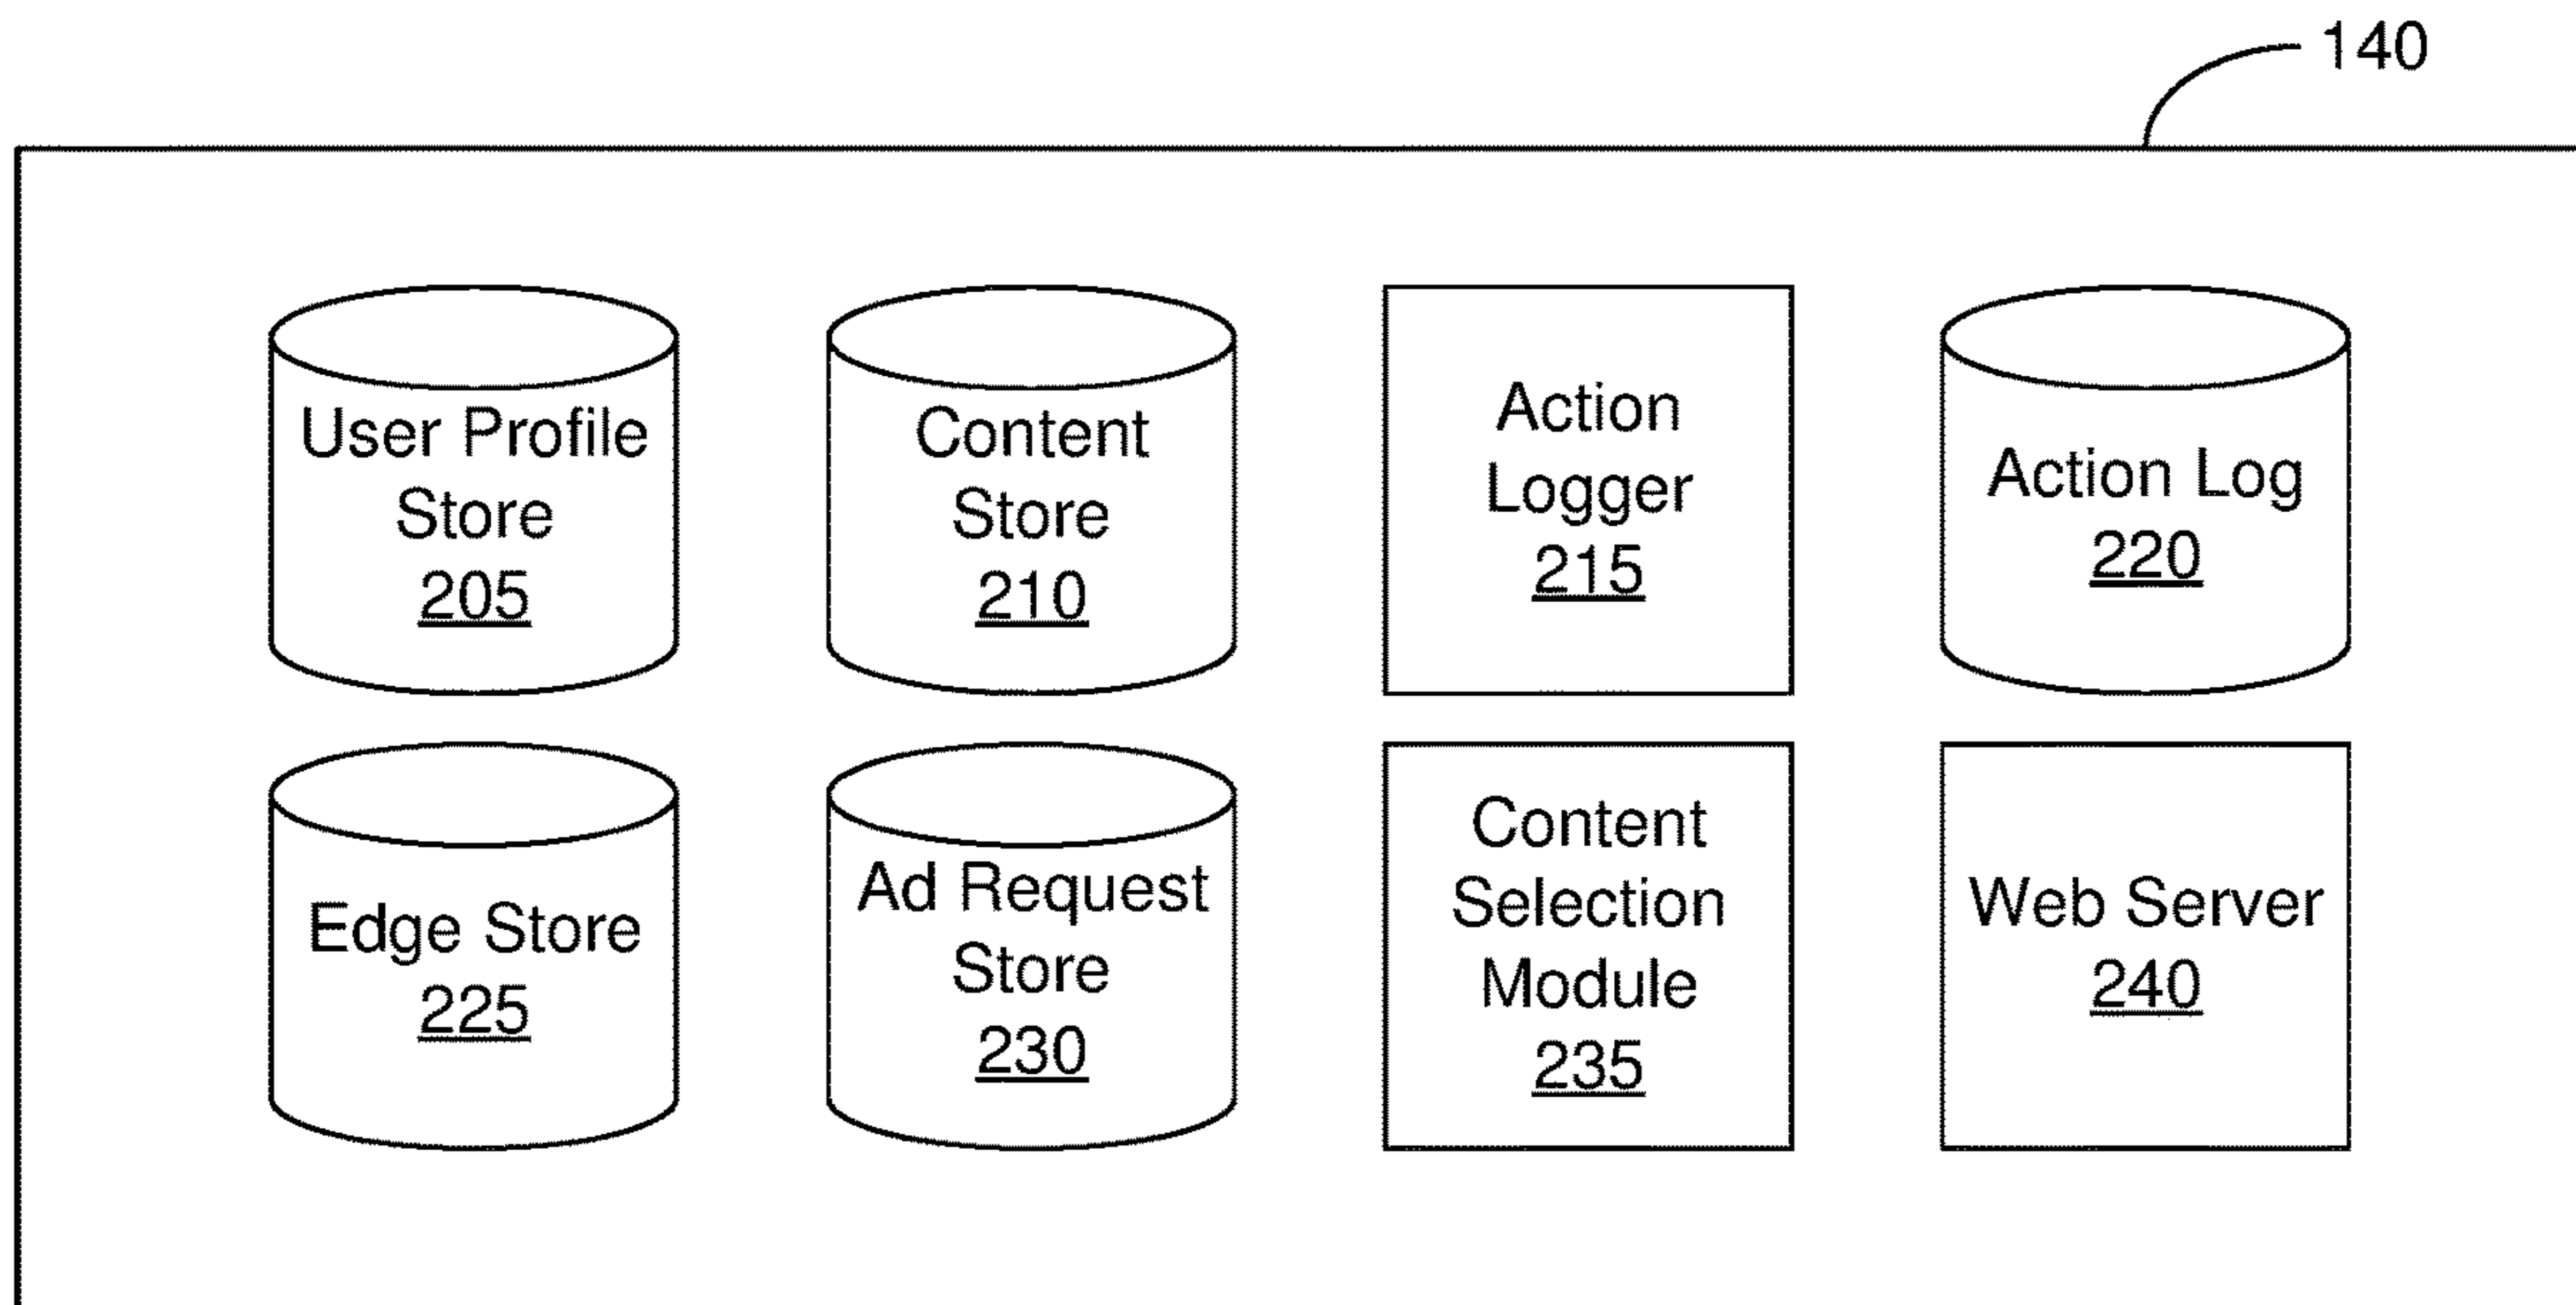 140
User Profile
Store
205
Content
Store
210
Action
Logger
215
Action Log
220
Edge Store
225
Ad Request
Store
230
Content
Selection
Module
235
Web Server
240